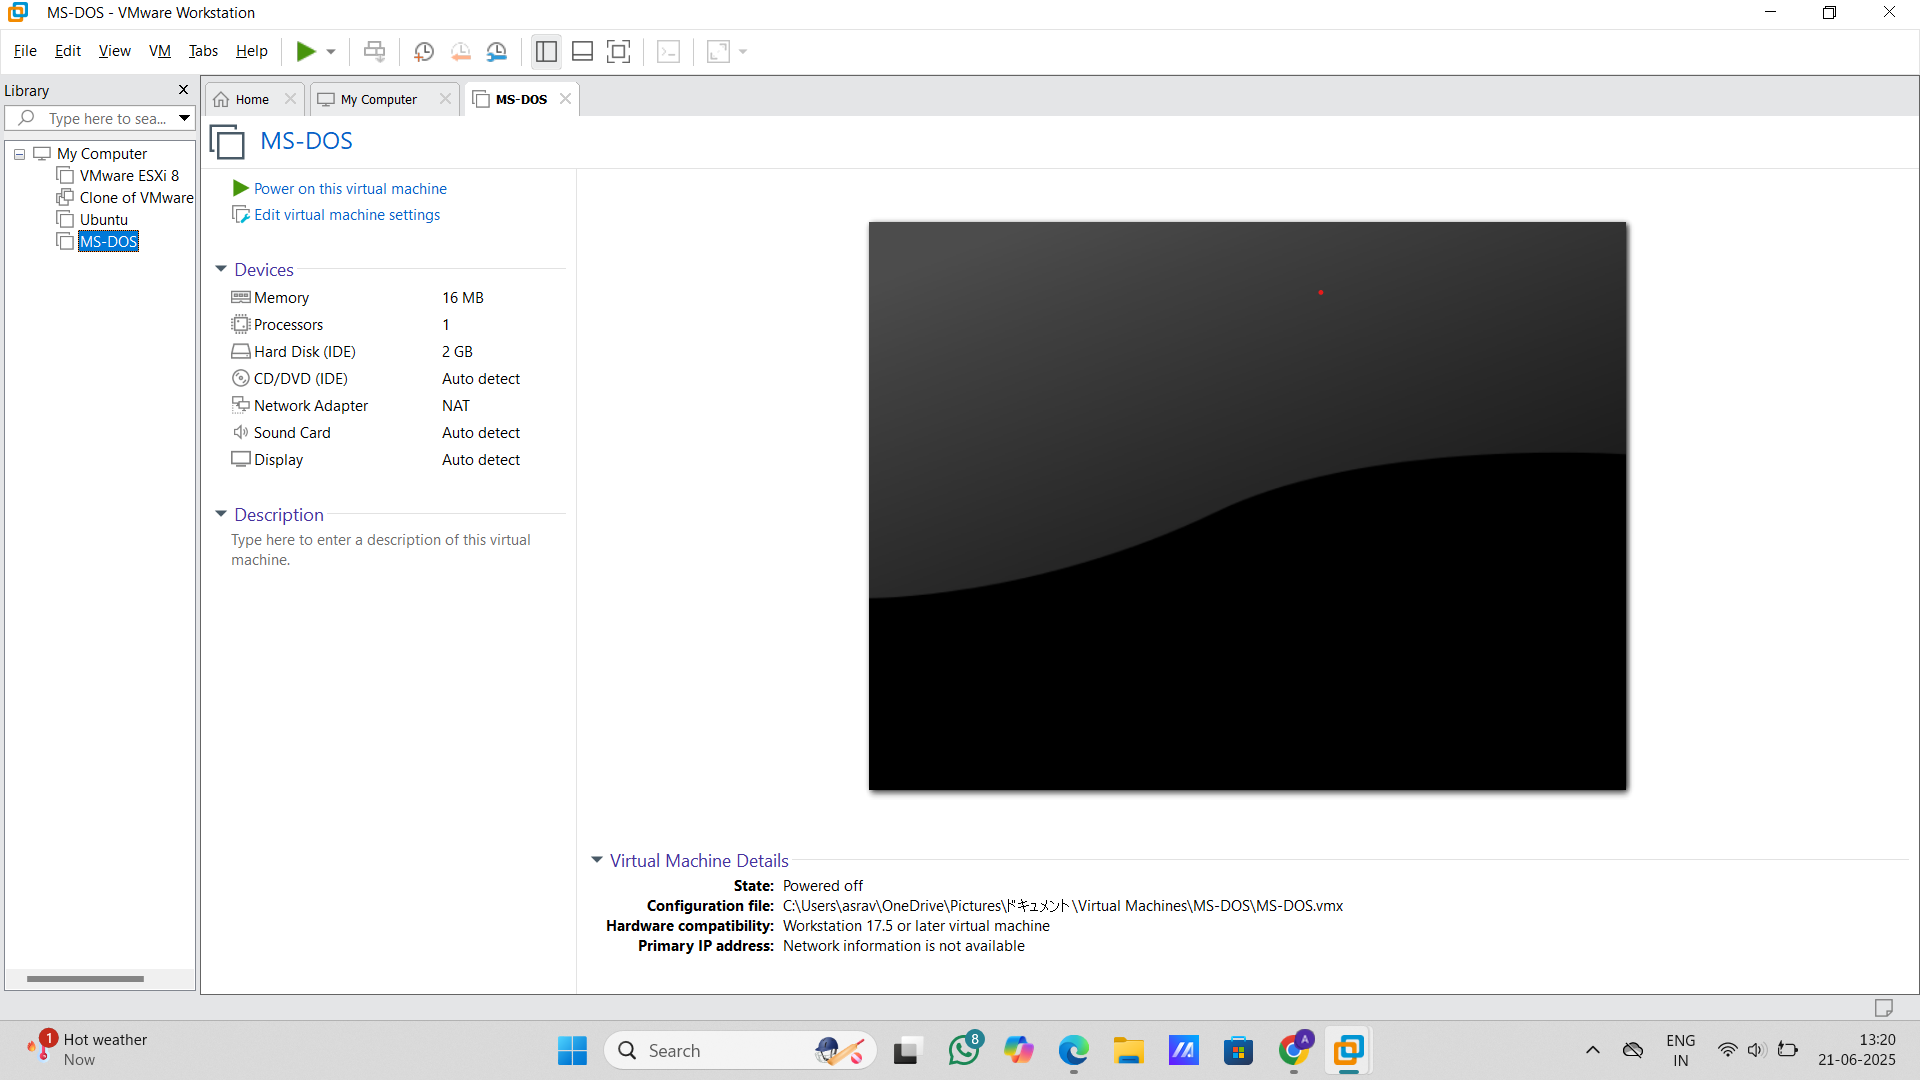 MS-DOS - VMware Workstation
File Edit View VM Tabs Help
Library
Type here to sea...
My Computer
VMware ESXi 8
Clone of VMware
Ubuntu
MS-DOS
Home
My Computer
MS-DOS
MS-DOS
Power on this virtual machine
Edit virtual machine settings
Devices
Memory 16 MB
Processors 1
Hard Disk (IDE) 2 GB
CD/DVD (IDE) Auto detect
Network Adapter NAT
Sound Card Auto detect
Display Auto detect
Description
Type here to enter a description of this virtual
machine.
Virtual Machine Details
State: Powered off
Configuration file: C:\Users\asrav\OneDrive\Pictures\ドキュメント\Virtual Machines\MS-DOS\MS-DOS.vmx
Hardware compatibility: Workstation 17.5 or later virtual machine
Primary IP address: Network information is not available
1
Hot weather
Now
Search
8
A
ENG
IN
13:20
21-06-2025